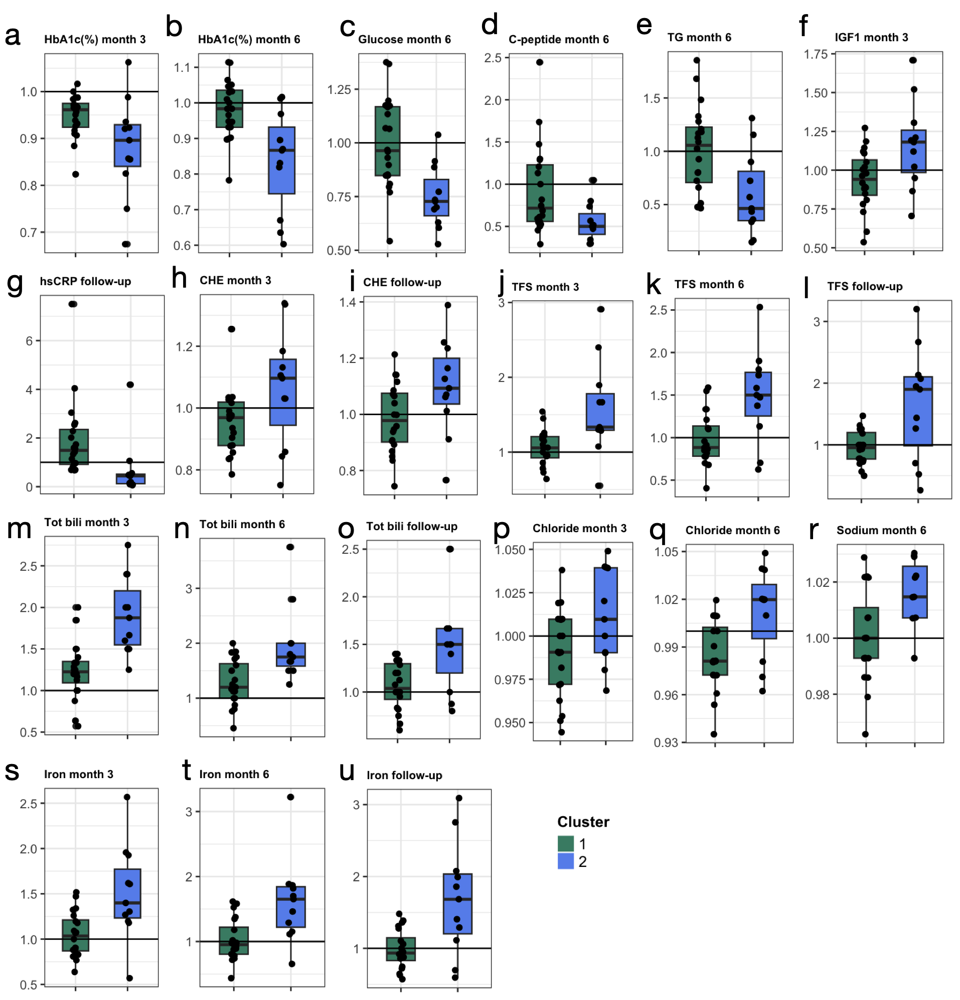 a
HbA1c(%) month 3
1.0
0.9
0.8
0.7
b
HbA1c(%) month 6
1.1
1.0
0.9
0.8
0.7
0.6
c
Glucose month 6
1.25
1.00
0.75
0.50
d
C-peptide month 6
2.5
2.0
1.5
1.0
0.5
e
TG month 6
1.5
1.0
0.5
f
IGF1 month 3
1.75
1.50
1.25
1.00
0.75
0.50
g
hsCRP follow-up
6
4
2
0
h
CHE month 3
1.2
1.0
0.8
i
CHE follow-up
1.4
1.2
1.0
0.8
j
TFS month 3
3
2
1
k
TFS month 6
2.5
2.0
1.5
1.0
0.5
l
TFS follow-up
3
2
1
m
Tot bili month 3
2.5
2.0
1.5
1.0
0.5
n
Tot bili month 6
3
2
1
o
Tot bili follow-up
2.5
2.0
1.5
1.0
p
Chloride month 3
1.050
1.025
1.000
0.975
0.950
q
Chloride month 6
1.05
1.02
0.99
0.96
0.93
r
Sodium month 6
1.02
1.00
0.98
s
Iron month 3
2.5
2.0
1.5
1.0
0.5
t
Iron month 6
3
2
1
u
Iron follow-up
3
2
1
Cluster
1
2